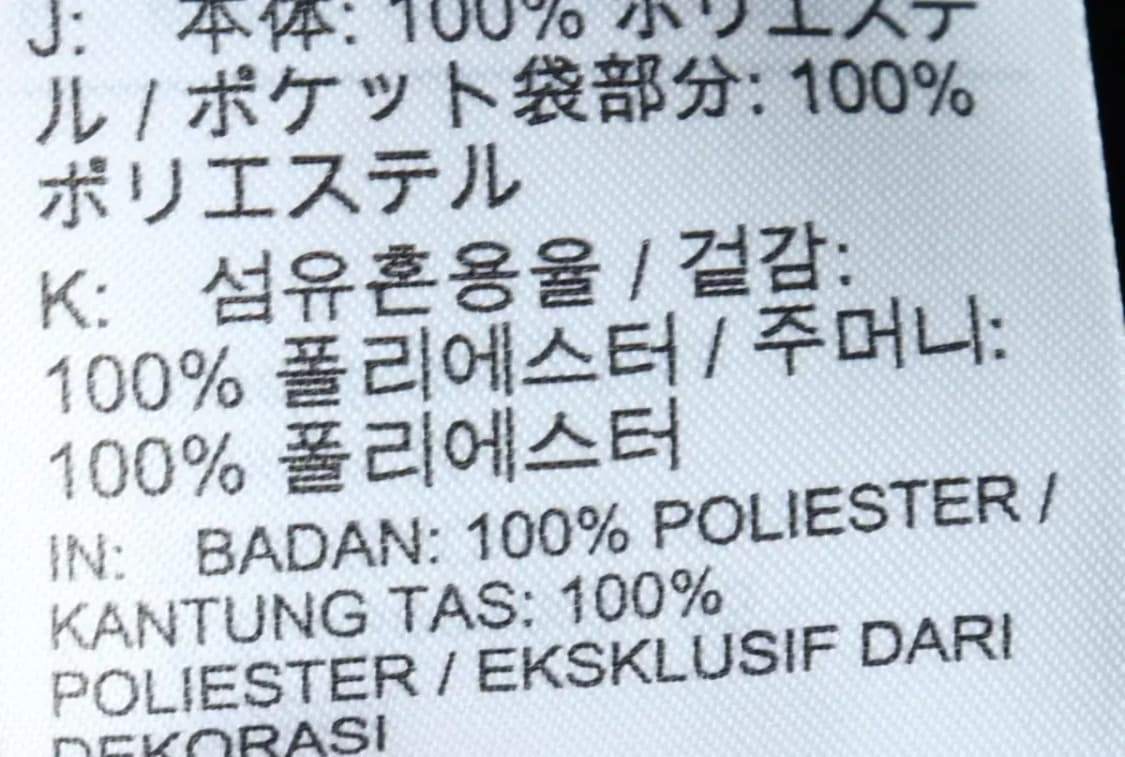 J: 本体: 100% ポリエステ
ル / ポケット袋部分: 100%
ポリエステル
K: 섬유혼용율 / 겉감:
100% 폴리에스터 / 주머니:
100% 폴리에스터
IN: BADAN: 100% POLIESTER /
KANTUNG TAS: 100%
POLIESTER / EKSKLUSIF DARI
DEKORASI